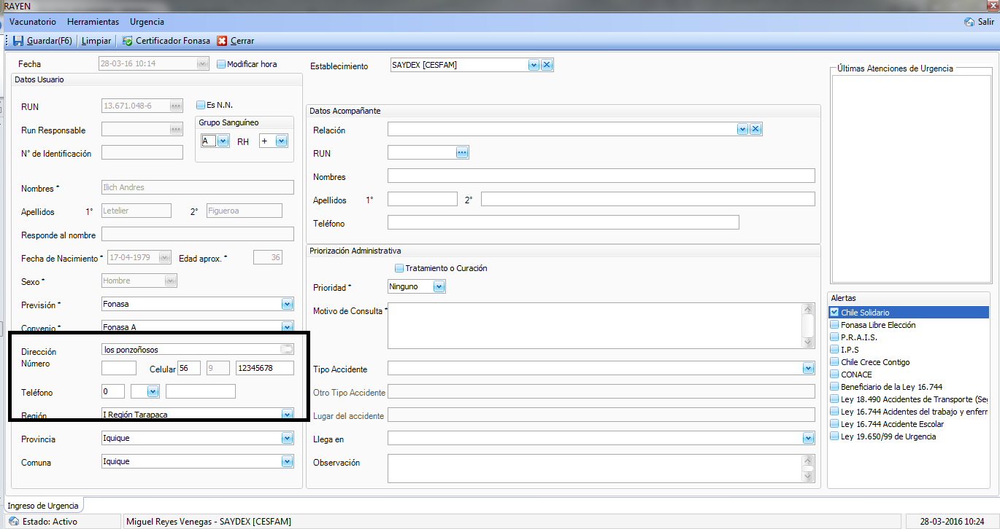 RAYEN
Vacunatorio Herramientas Urgencia Salir
Guardar(F6) Limpiar Certificador Fonasa Cerrar
Fecha 28-03-16 10:14 Modificar hora
Establecimiento SAYDEX [CESFAM]
Datos Usuario
RUN 13.671.048-6 Es N.N.
Run Responsable
N° de Identificación
Grupo Sanguíneo
A RH +
Nombres * Ilich Andres
Apellidos 1° Letelier 2° Figueroa
Responde al nombre
Fecha de Nacimiento * 17-04-1979 Edad aprox. * 36
Sexo * Hombre
Previsión * Fonasa
Convenio * Fonasa A
Dirección los ponzoñosos
Número Celular 56 9 12345678
Teléfono 0
Región I Región Tarapaca
Provincia Iquique
Comuna Iquique
Datos Acompañante
Relación
RUN
Nombres
Apellidos 1° 2°
Teléfono
Priorización Administrativa
Tratamiento o Curación
Prioridad * Ninguno
Motivo de Consulta *
Tipo Accidente
Otro Tipo Accidente
Lugar del accidente
Llega en
Observación
Últimas Atenciones de Urgencia
Alertas
Chile Solidario
Fonasa Libre Elección
P.R.A.I.S.
I.P.S
Chile Crece Contigo
CONACE
Beneficiario de la Ley 16.744
Ley 18.490 Accidentes de Transporte (Seg
Ley 16.744 Acidentes del trabajo y enferm
Ley 16.744 Accidente Escolar
Ley 19.650/99 de Urgencia
Ingreso de Urgencia
Estado: Activo Miguel Reyes Venegas - SAYDEX [CESFAM] 28-03-2016 10:24